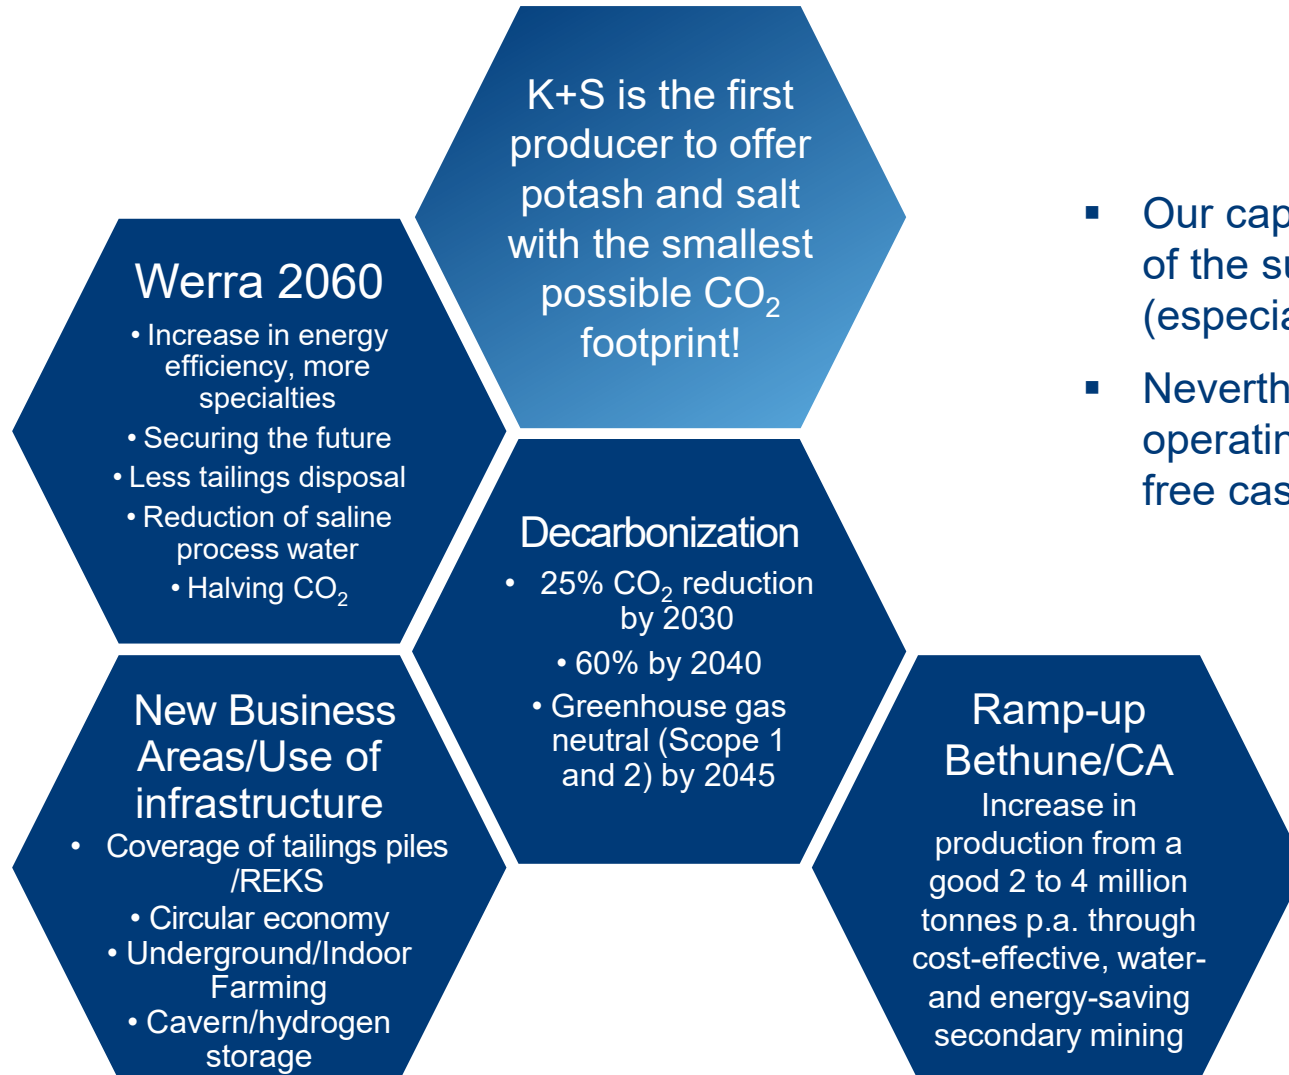 K+S is the first
producer to offer
potash and salt
with the smallest
possible CO₂
footprint!
Werra 2060
• Increase in energy
efficiency, more
specialties
• Securing the future
• Less tailings disposal
• Reduction of saline
process water
• Halving CO₂
Decarbonization
• 25% CO₂ reduction
by 2030
• 60% by 2040
• Greenhouse gas
neutral (Scope 1
and 2) by 2045
New Business
Areas/Use of
infrastructure
• Coverage of tailings piles
/REKS
• Circular economy
• Underground/Indoor
Farming
• Cavern/hydrogen
storage
Ramp-up
Bethune/CA
Increase in
production from a
good 2 to 4 million
tonnes p.a. through
cost-effective, water-
and energy-saving
secondary mining
▪ Our cap
of the su
(especia
▪ Neverth
operatin
free cas